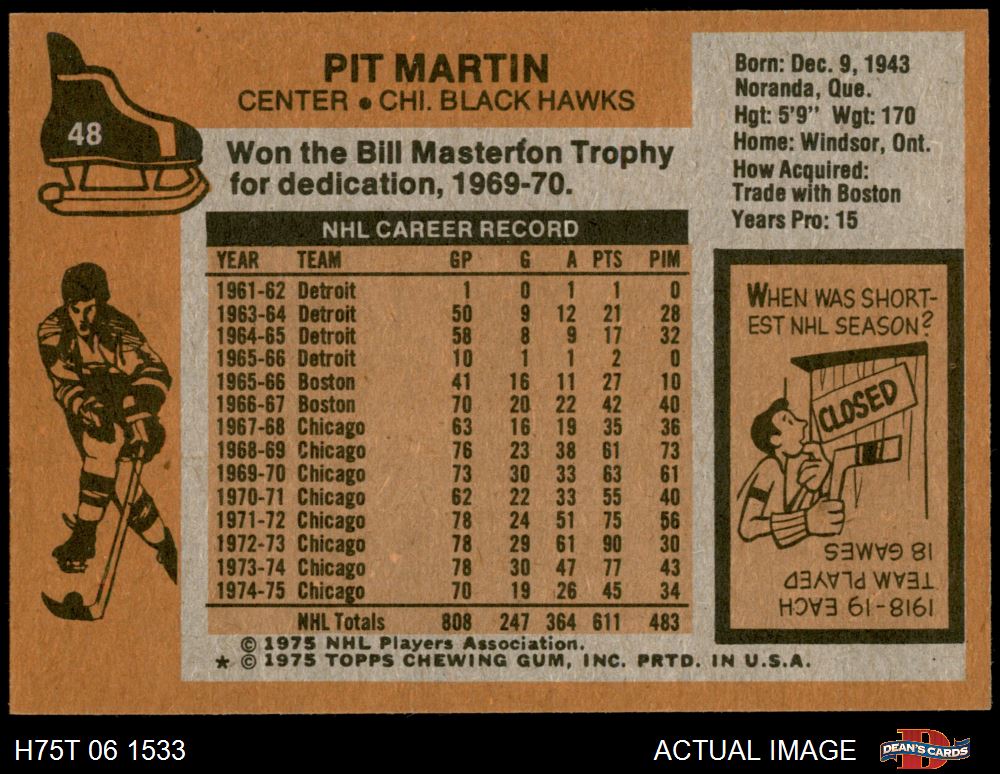 PIT MARTIN
CENTER • CHI. BLACK HAWKS
48
Won the Bill Masterfon Trophy
for dedication, 1969-70.
Born: Dec. 9, 1943
Noranda, Que.
Hgt: 5'9" Wgt: 170
Home: Windsor, Ont.
How Acquired:
Trade with Boston
Years Pro: 15
NHL CAREER RECORD
YEAR TEAM GP G A PTS PIM
1961-62 Detroit 1 0 1 1 0
1963-64 Detroit 50 9 12 21 28
1964-65 Detroit 58 8 9 17 32
1965-66 Detroit 10 1 1 2 0
1965-66 Boston 41 16 11 27 10
1966-67 Boston 70 20 22 42 40
1967-68 Chicago 63 16 19 35 36
1968-69 Chicago 76 23 38 61 73
1969-70 Chicago 73 30 33 63 61
1970-71 Chicago 62 22 33 55 40
1971-72 Chicago 78 24 51 75 56
1972-73 Chicago 78 29 61 90 30
1973-74 Chicago 78 30 47 77 43
1974-75 Chicago 70 19 26 45 34
NHL Totals 808 247 364 611 483
© 1975 NHL Players Association.
★ © 1975 TOPPS CHEWING GUM, INC. PRTD. IN U.S.A.
WHEN WAS SHORT-
EST NHL SEASON?
CLOSED
1918-19 EACH
TEAM PLAYED
18 GAMES
H75T 06 1533
ACTUAL IMAGE
DEAN'S CARDS